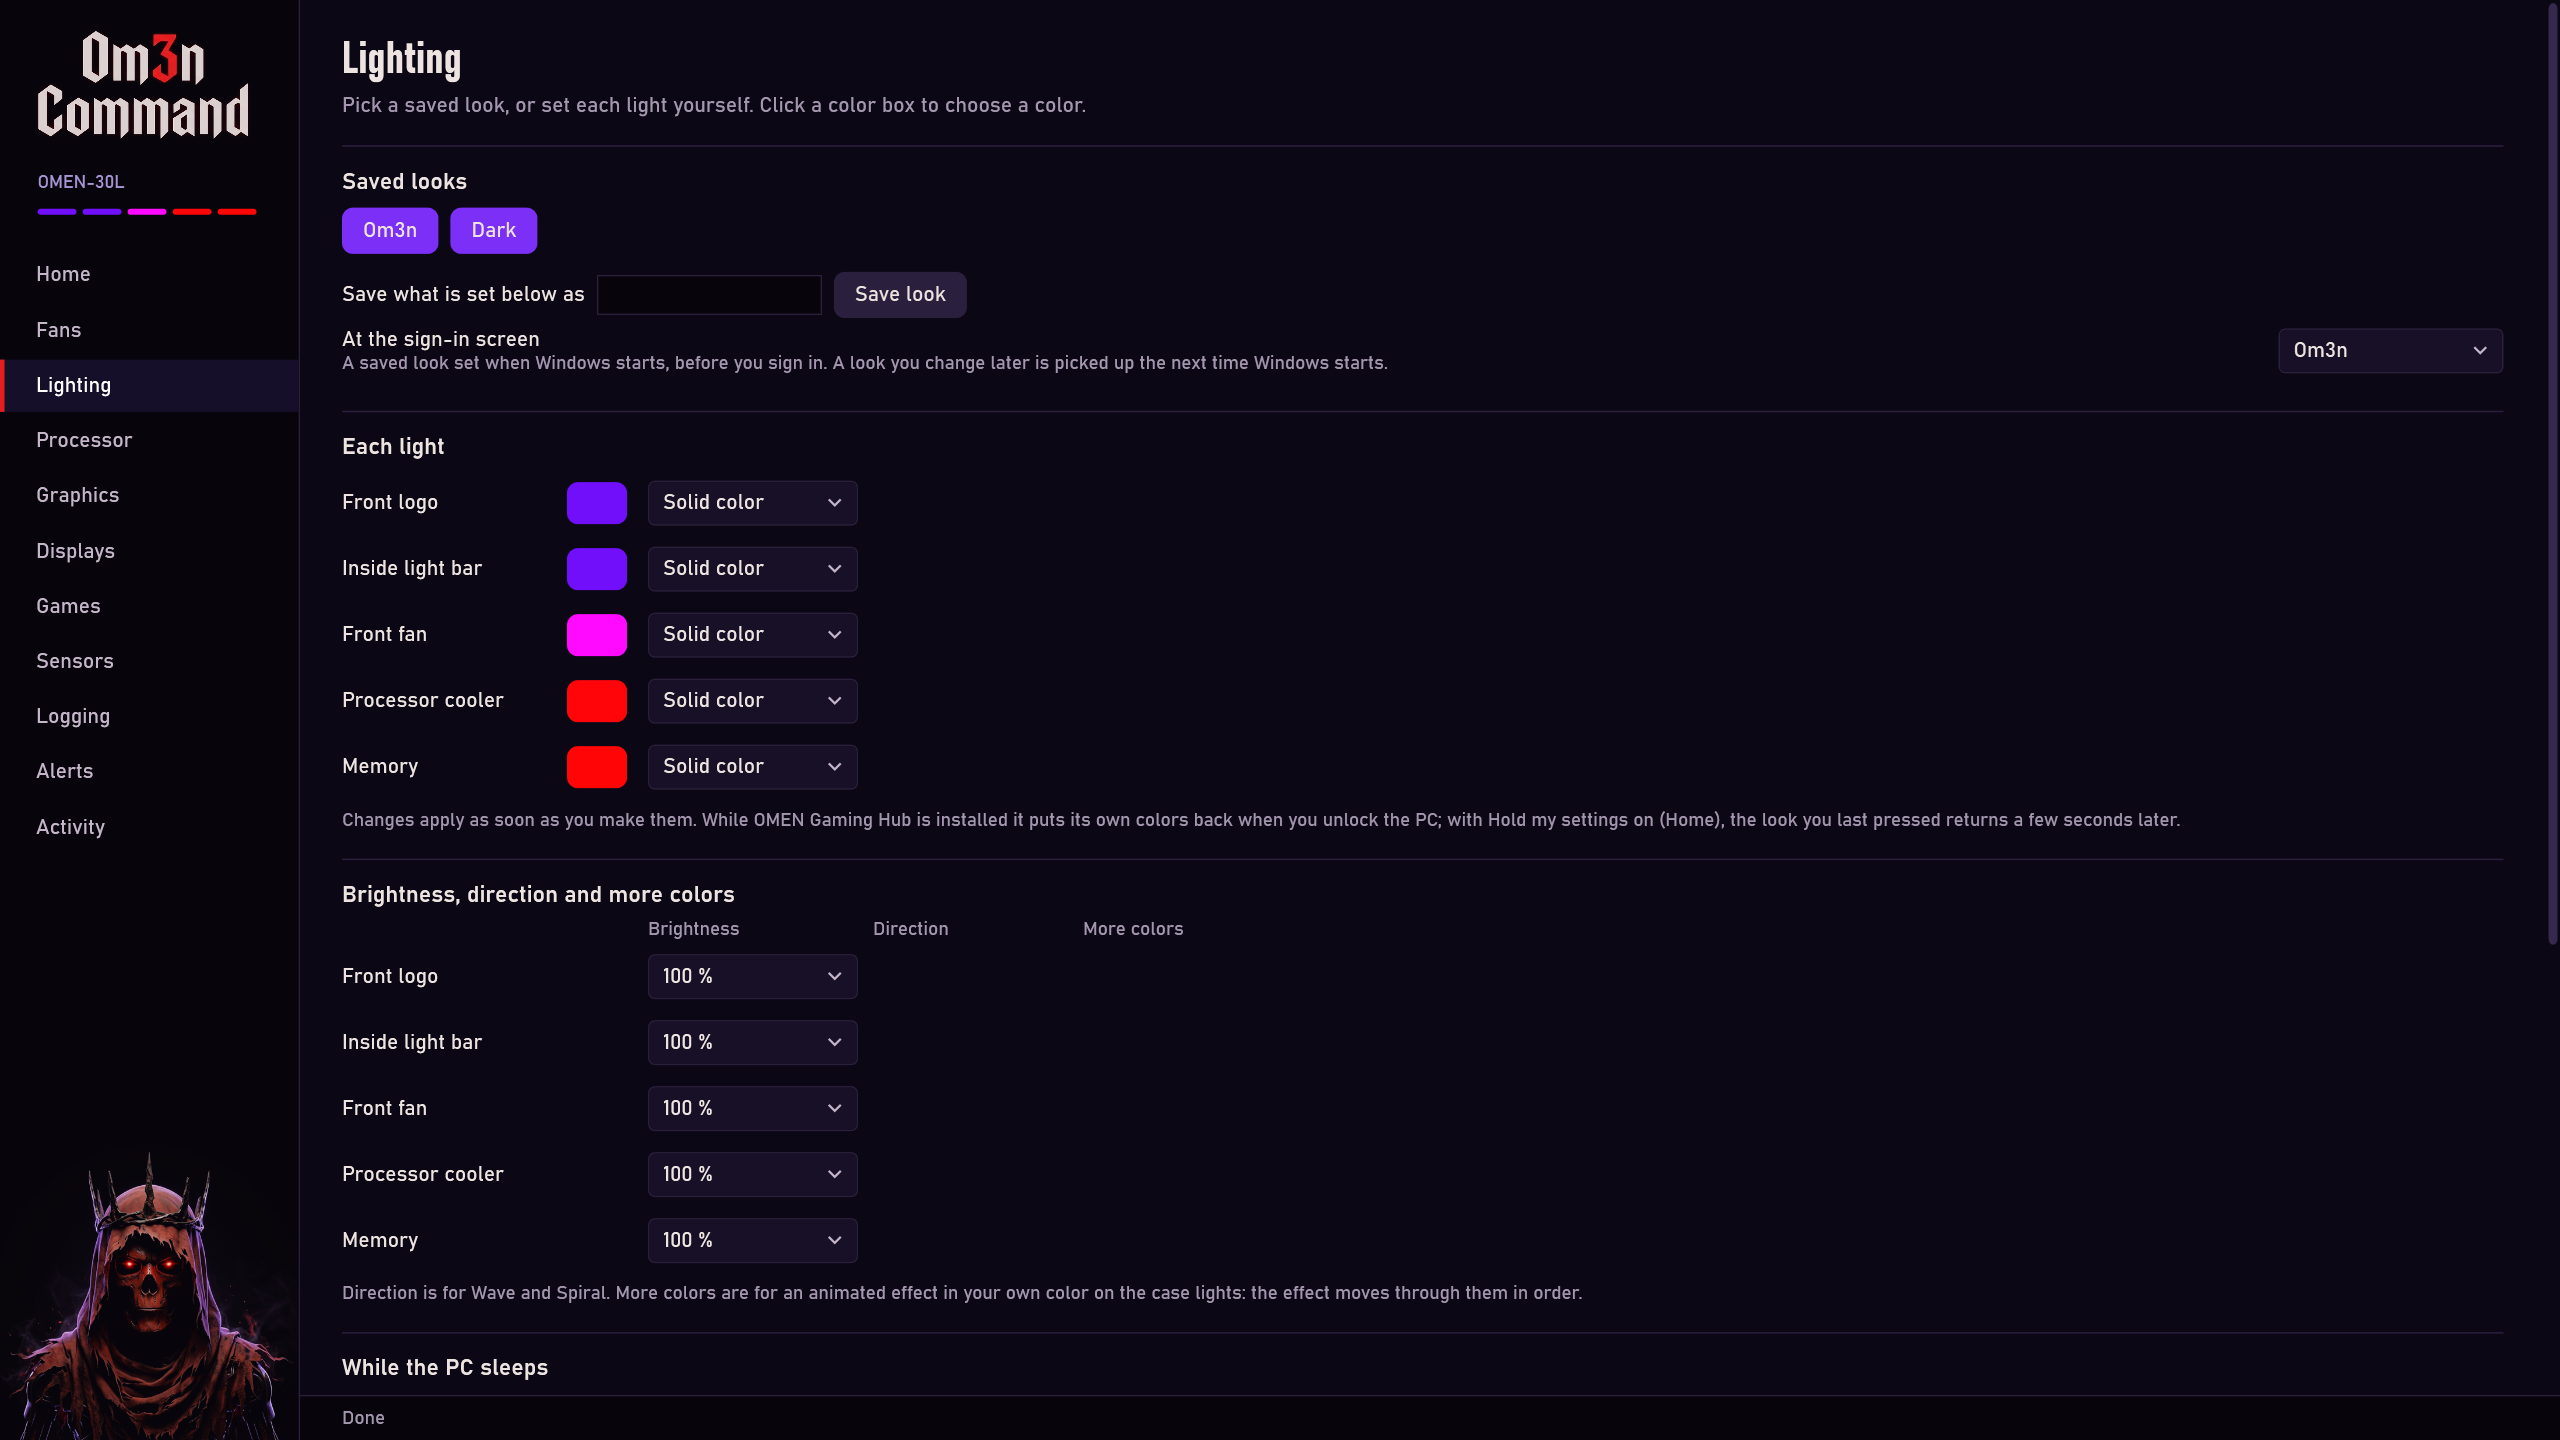 Om3n
Command
OMEN-30L
Home
Fans
Lighting
Processor
Graphics
Displays
Games
Sensors
Logging
Alerts
Activity
Lighting
Pick a saved look, or set each light yourself. Click a color box to choose a color.
Saved looks
Om3n Dark
Save what is set below as Save look
At the sign-in screen
A saved look set when Windows starts, before you sign in. A look you change later is picked up the next time Windows starts.
Om3n
Each light
Front logo Solid color
Inside light bar Solid color
Front fan Solid color
Processor cooler Solid color
Memory Solid color
Changes apply as soon as you make them. While OMEN Gaming Hub is installed it puts its own colors back when you unlock the PC; with Hold my settings on (Home), the look you last pressed returns a few seconds later.
Brightness, direction and more colors
Brightness Direction More colors
Front logo 100 %
Inside light bar 100 %
Front fan 100 %
Processor cooler 100 %
Memory 100 %
Direction is for Wave and Spiral. More colors are for an animated effect in your own color on the case lights: the effect moves through them in order.
While the PC sleeps
Done